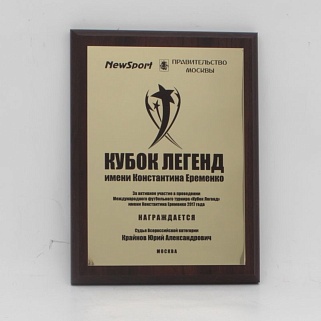 NewSport ПРАВИТЕЛЬСТВО
МОСКВЫ
КУБОК ЛЕГЕНД
имени Константина Еременко
За активное участие в проведении
Международного футбольного турнира «Кубок Легенд»
имени Константина Еременко 2017 года
НАГРАЖДАЕТСЯ
Судья Всероссийской категории
Крайнов Юрий Александрович
МОСКВА